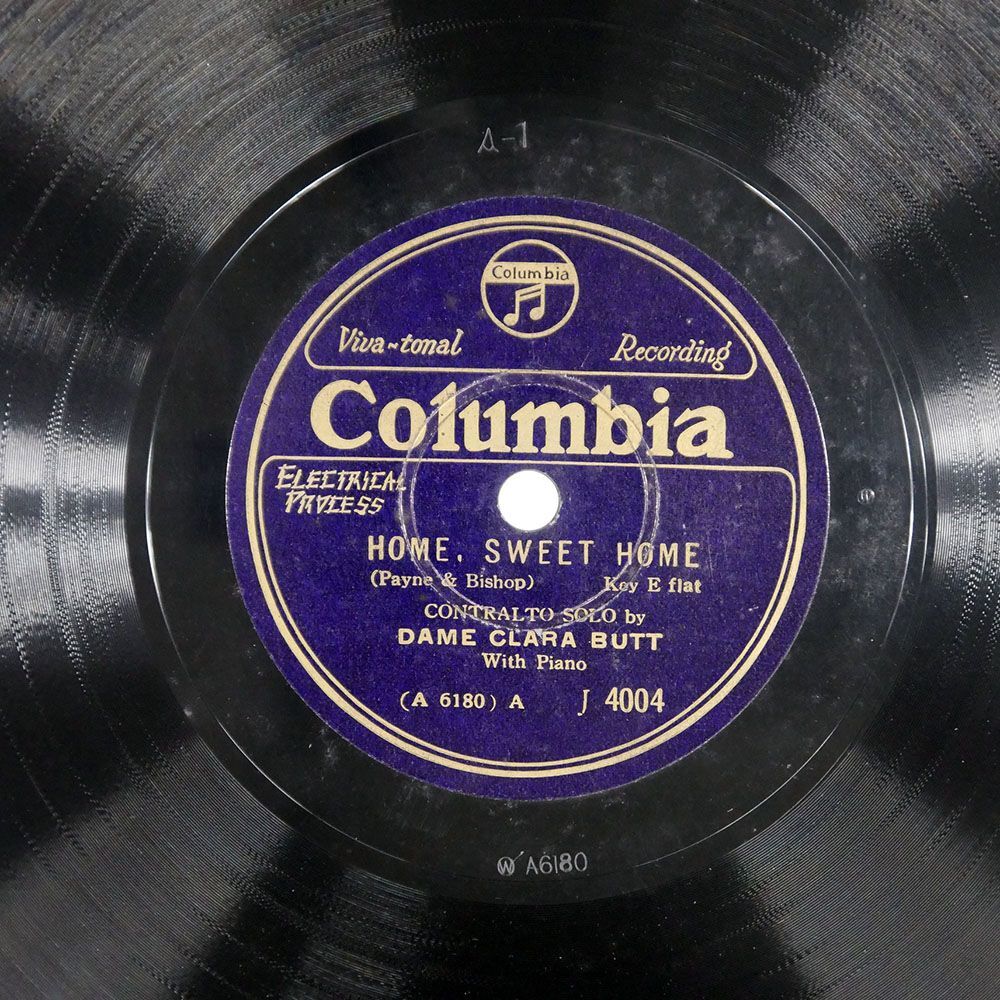 A-1
Columbia
Viva-tonal Recording
Columbia
ELECTRICAL
PROCESS
HOME, SWEET HOME
(Payne & Bishop) Key E flat
CONTRALTO SOLO by
DAME CLARA BUTT
With Piano
(A 6180) A J 4004
W A6180